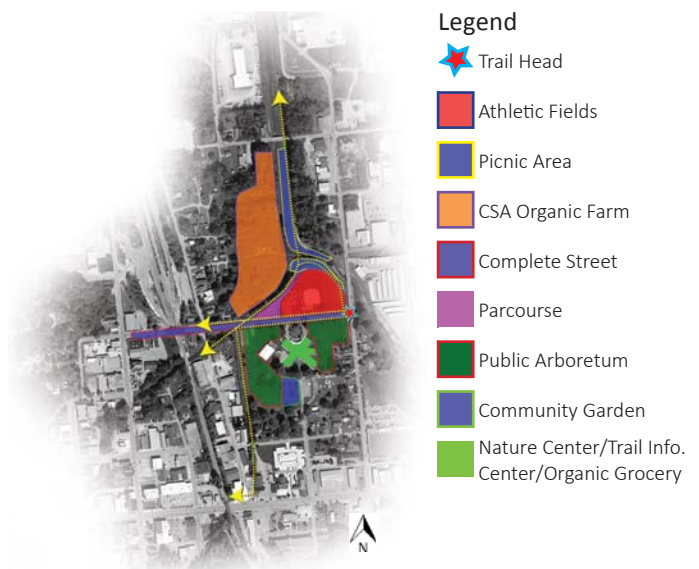 Legend
Trail Head
Athletic Fields
Picnic Area
CSA Organic Farm
Complete Street
Parcourse
Public Arboretum
Community Garden
Nature Center/Trail Info.
Center/Organic Grocery
N